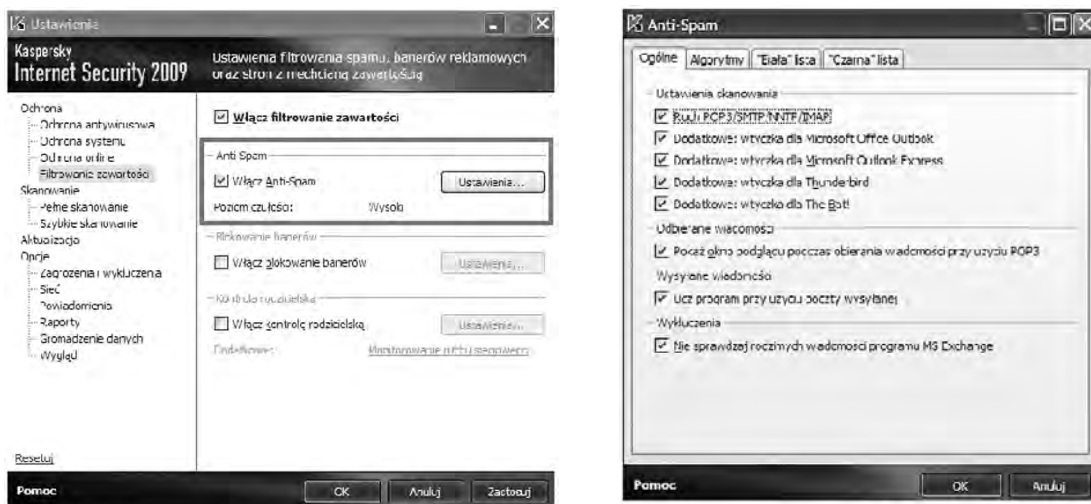 Ustawienia
Kaspersky
Internet Security 2009
Ustawienia filtrowania spamu, banerów reklamowych
oraz stron z niechcianą zawartością
Ochrona
Ochrona antywirusowa
Ochrona systemu
Ochrona online
Filtrowanie zawartości
Skanowanie
Pełne skanowanie
Szybkie skanowanie
Aktualizacja
Opcje
Zagrożenia i wykluczenia
Sieć
Powiadomienia
Raporty
Gromadzenie danych
Wygląd
Resetuj
Włącz filtrowanie zawartości
Anti-Spam
Włącz Anti-Spam
Ustawienia...
Poziom czułości: Wysoki
Blokowanie banerów
Włącz blokowanie banerów
Ustawienia...
Kontrola rodzicielska
Włącz kontrolę rodzicielską
Ustawienia...
Dodatkowe: Monitorowanie ruchu sieciowego
Pomoc OK Anuluj Zastosuj
Anti-Spam
Ogólne Algorytmy "Biała" lista "Czarna" lista
Ustawienia skanowania
Ruch POP3/SMTP/NNTP/IMAP
Dodatkowe: wtyczka dla Microsoft Office Outlook
Dodatkowe: wtyczka dla Microsoft Outlook Express
Dodatkowe: wtyczka dla Thunderbird
Dodatkowe: wtyczka dla The Bat!
Odbierane wiadomości
Pokaż okno podglądu podczas obierania wiadomości przy użyciu POP3
Wysyłane wiadomości
Ucz program przy użyciu poczty wysyłanej
Wykluczenia
Nie sprawdzaj rodzimych wiadomości programu MS Exchange
Pomoc OK Anuluj